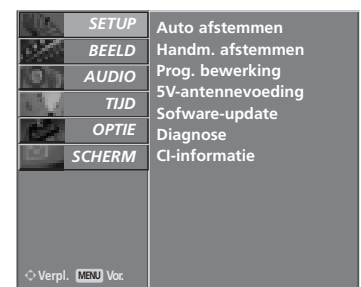 SETUP
BEELD
AUDIO
TIJD
OPTIE
SCHERM
Auto afstemmen
Handm. afstemmen
Prog. bewerking
5V-antennevoeding
Sofware-update
Diagnose
CI-informatie
Verpl. MENU Vor.